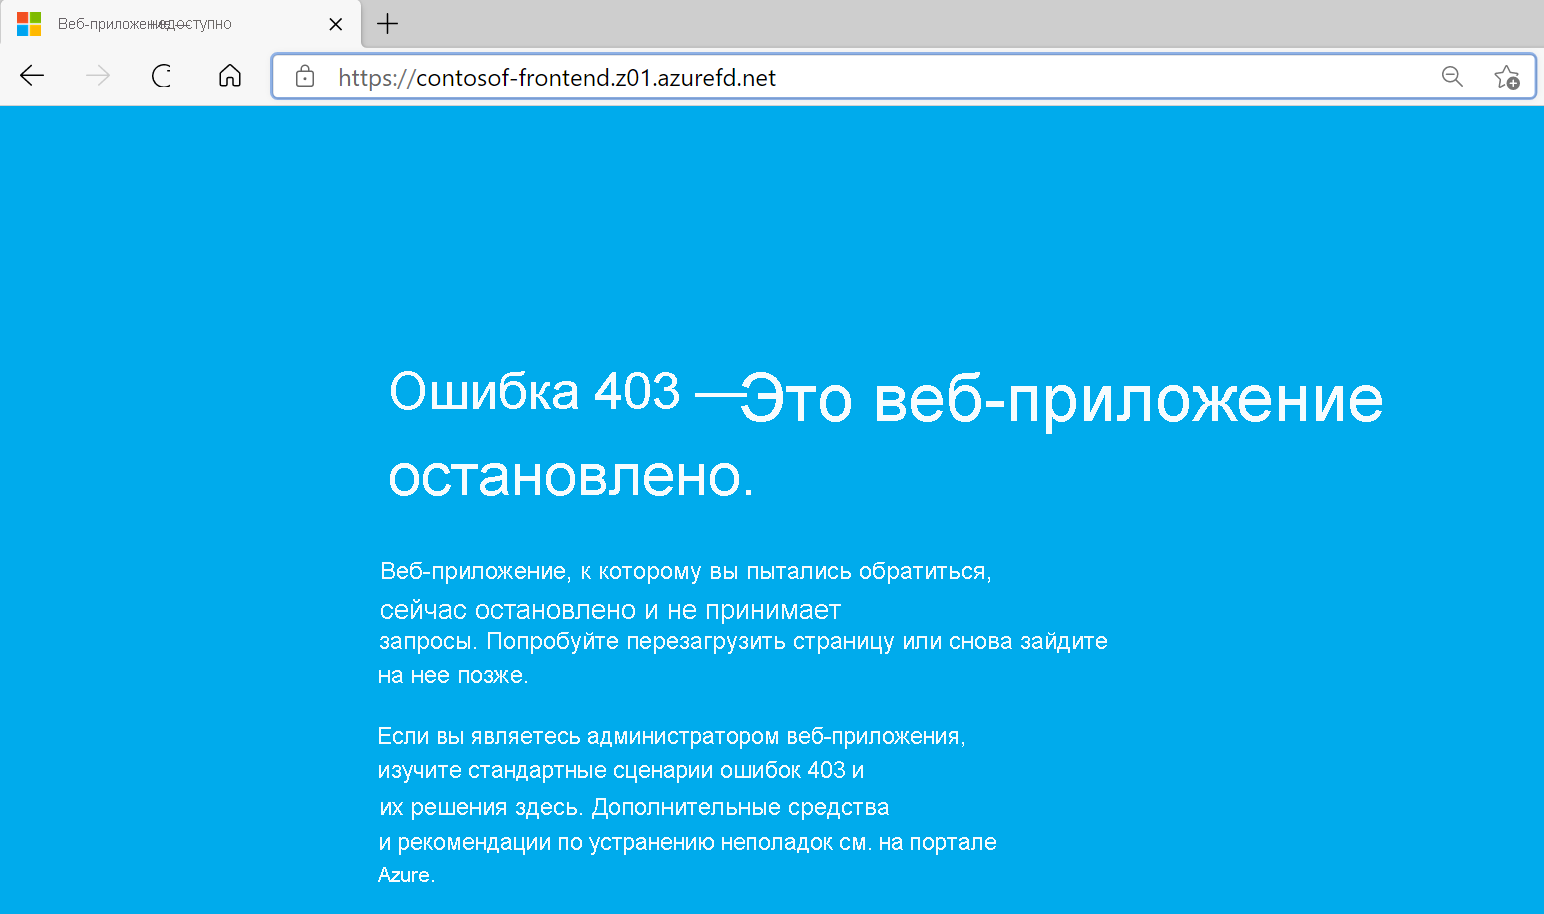 Веб-приложение — недоступно
https://contosof-frontend.z01.azurefd.net
Ошибка 403 — Это веб-приложение
остановлено.
Веб-приложение, к которому вы пытались обратиться,
сейчас остановлено и не принимает
запросы. Попробуйте перезагрузить страницу или снова зайдите
на нее позже.
Если вы являетесь администратором веб-приложения,
изучите стандартные сценарии ошибок 403 и
их решения здесь. Дополнительные средства
и рекомендации по устранению неполадок см. на портале
Azure.